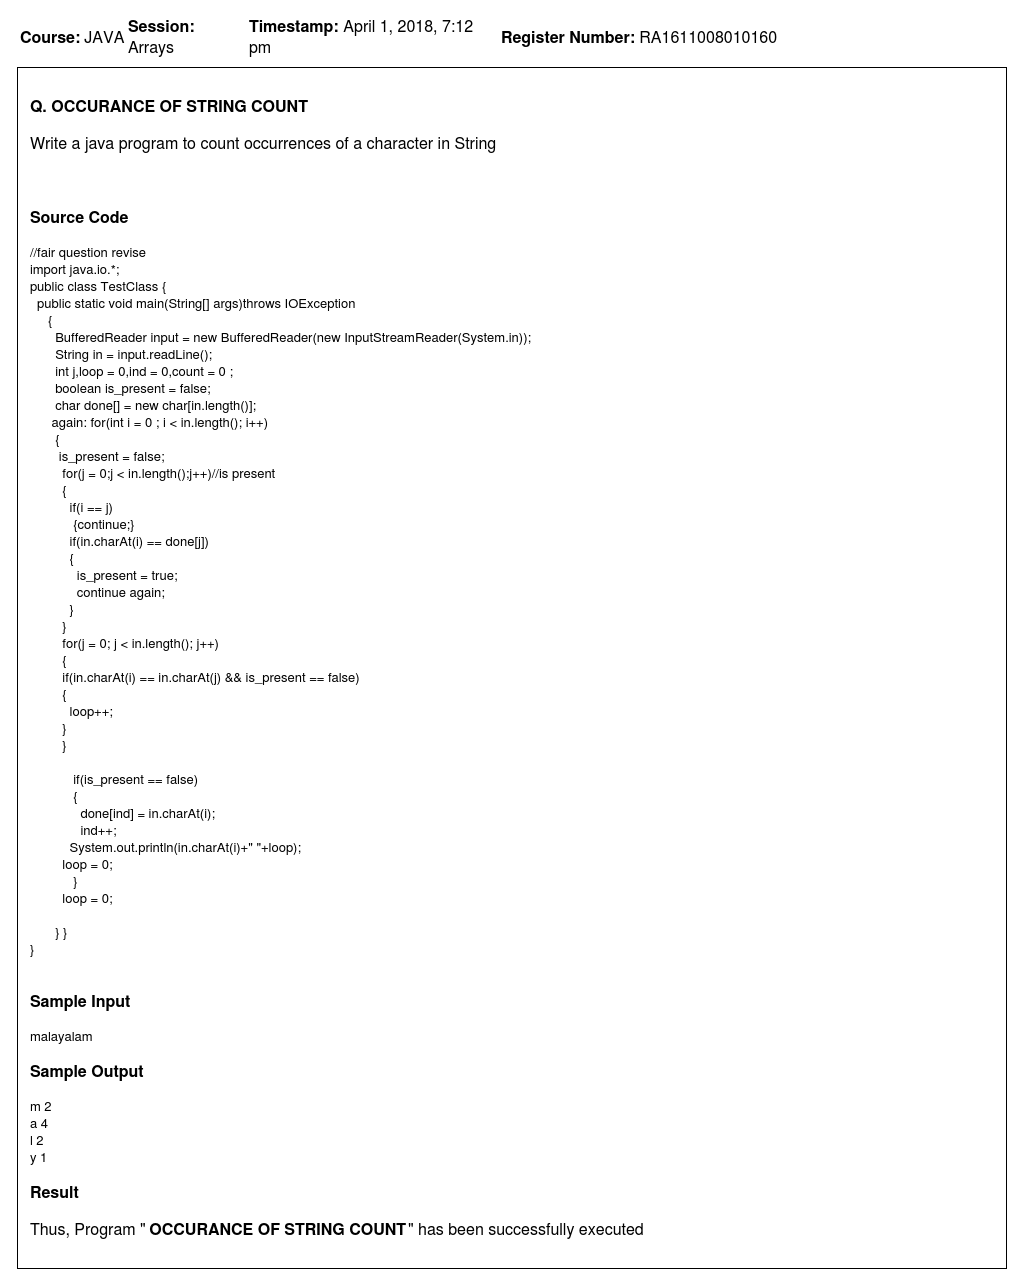 Course: JAVA Session: Arrays Timestamp: April 1, 2018, 7:12 pm Register Number: RA1611008010160
Q. OCCURANCE OF STRING COUNT
Write a java program to count occurrences of a character in String
Source Code
//fair question revise
import java.io.*;
public class TestClass {
  public static void main(String[] args)throws IOException
     {
       BufferedReader input = new BufferedReader(new InputStreamReader(System.in));
       String in = input.readLine();
       int j,loop = 0,ind = 0,count = 0 ;
       boolean is_present = false;
       char done[] = new char[in.length()];
      again: for(int i = 0 ; i < in.length(); i++)
       {
        is_present = false;
         for(j = 0;j < in.length();j++)//is present
         {
           if(i == j)
            {continue;}
           if(in.charAt(i) == done[j])
           {
             is_present = true;
             continue again;
           }
         }
         for(j = 0; j < in.length(); j++)
         {
         if(in.charAt(i) == in.charAt(j) && is_present == false)
         {
           loop++;
         }
         }
            if(is_present == false)
            {
              done[ind] = in.charAt(i);
              ind++;
           System.out.println(in.charAt(i)+" "+loop);
         loop = 0;
            }
         loop = 0;
       } }
}
Sample Input
malayalam
Sample Output
m 2
a 4
l 2
y 1
Result
Thus, Program " OCCURANCE OF STRING COUNT" has been successfully executed